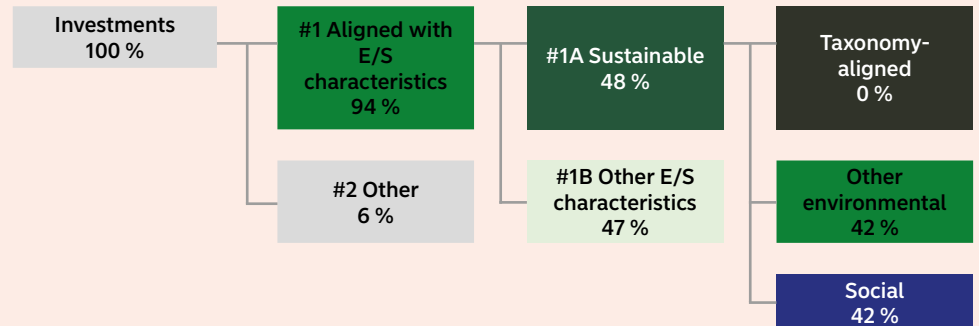 Investments
100 %
#1 Aligned with
E/S
characteristics
94 %
#1A Sustainable
48 %
Taxonomy-
aligned
0 %
#2 Other
6 %
#1B Other E/S
characteristics
47 %
Other
environmental
42 %
Social
42 %